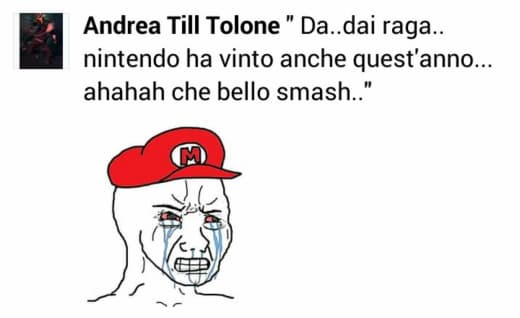 Andrea Till Tolone " Da..dai raga..
nintendo ha vinto anche quest'anno...
ahahah che bello smash.."
M